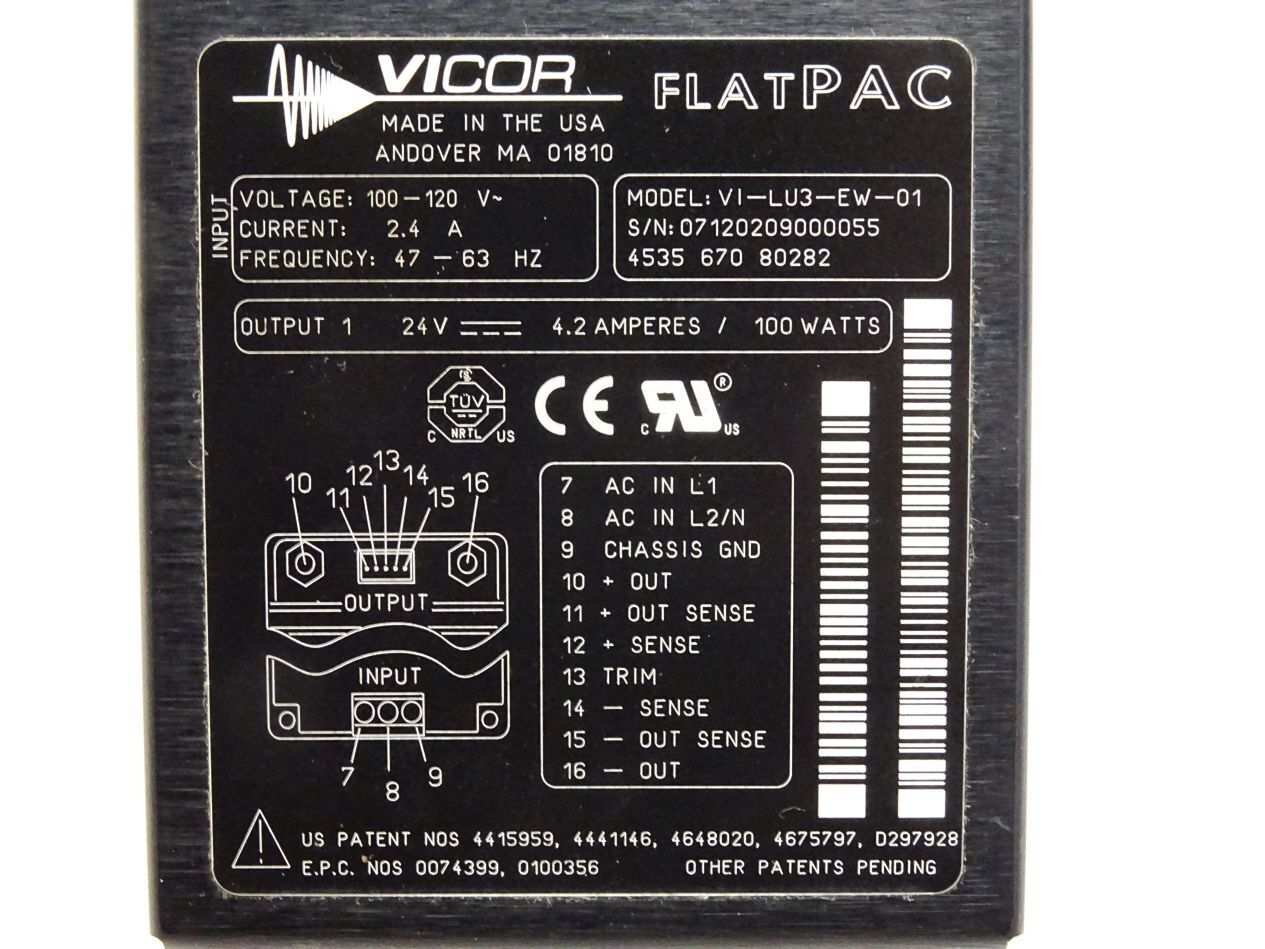 VICOR
FLATPAC
MADE IN THE USA
ANDOVER MA 01810
INPUT
VOLTAGE: 100-120 V~
CURRENT: 2.4 A
FREQUENCY: 47 - 63 HZ
MODEL: VI-LU3-EW-01
S/N: 07120209000055
4535 670 80282
OUTPUT 1 24V 4.2 AMPERES / 100 WATTS
TÜV
NRTL
C US
CE
C RU US ®
10 11 12 13 14 15 16
OUTPUT
INPUT
7 8 9
7 AC IN L1
8 AC IN L2/N
9 CHASSIS GND
10 + OUT
11 + OUT SENSE
12 + SENSE
13 TRIM
14 - SENSE
15 - OUT SENSE
16 - OUT
US PATENT NOS 4415959, 4441146, 4648020, 4675797, D297928
E.P.C. NOS 0074399, 0100356 OTHER PATENTS PENDING